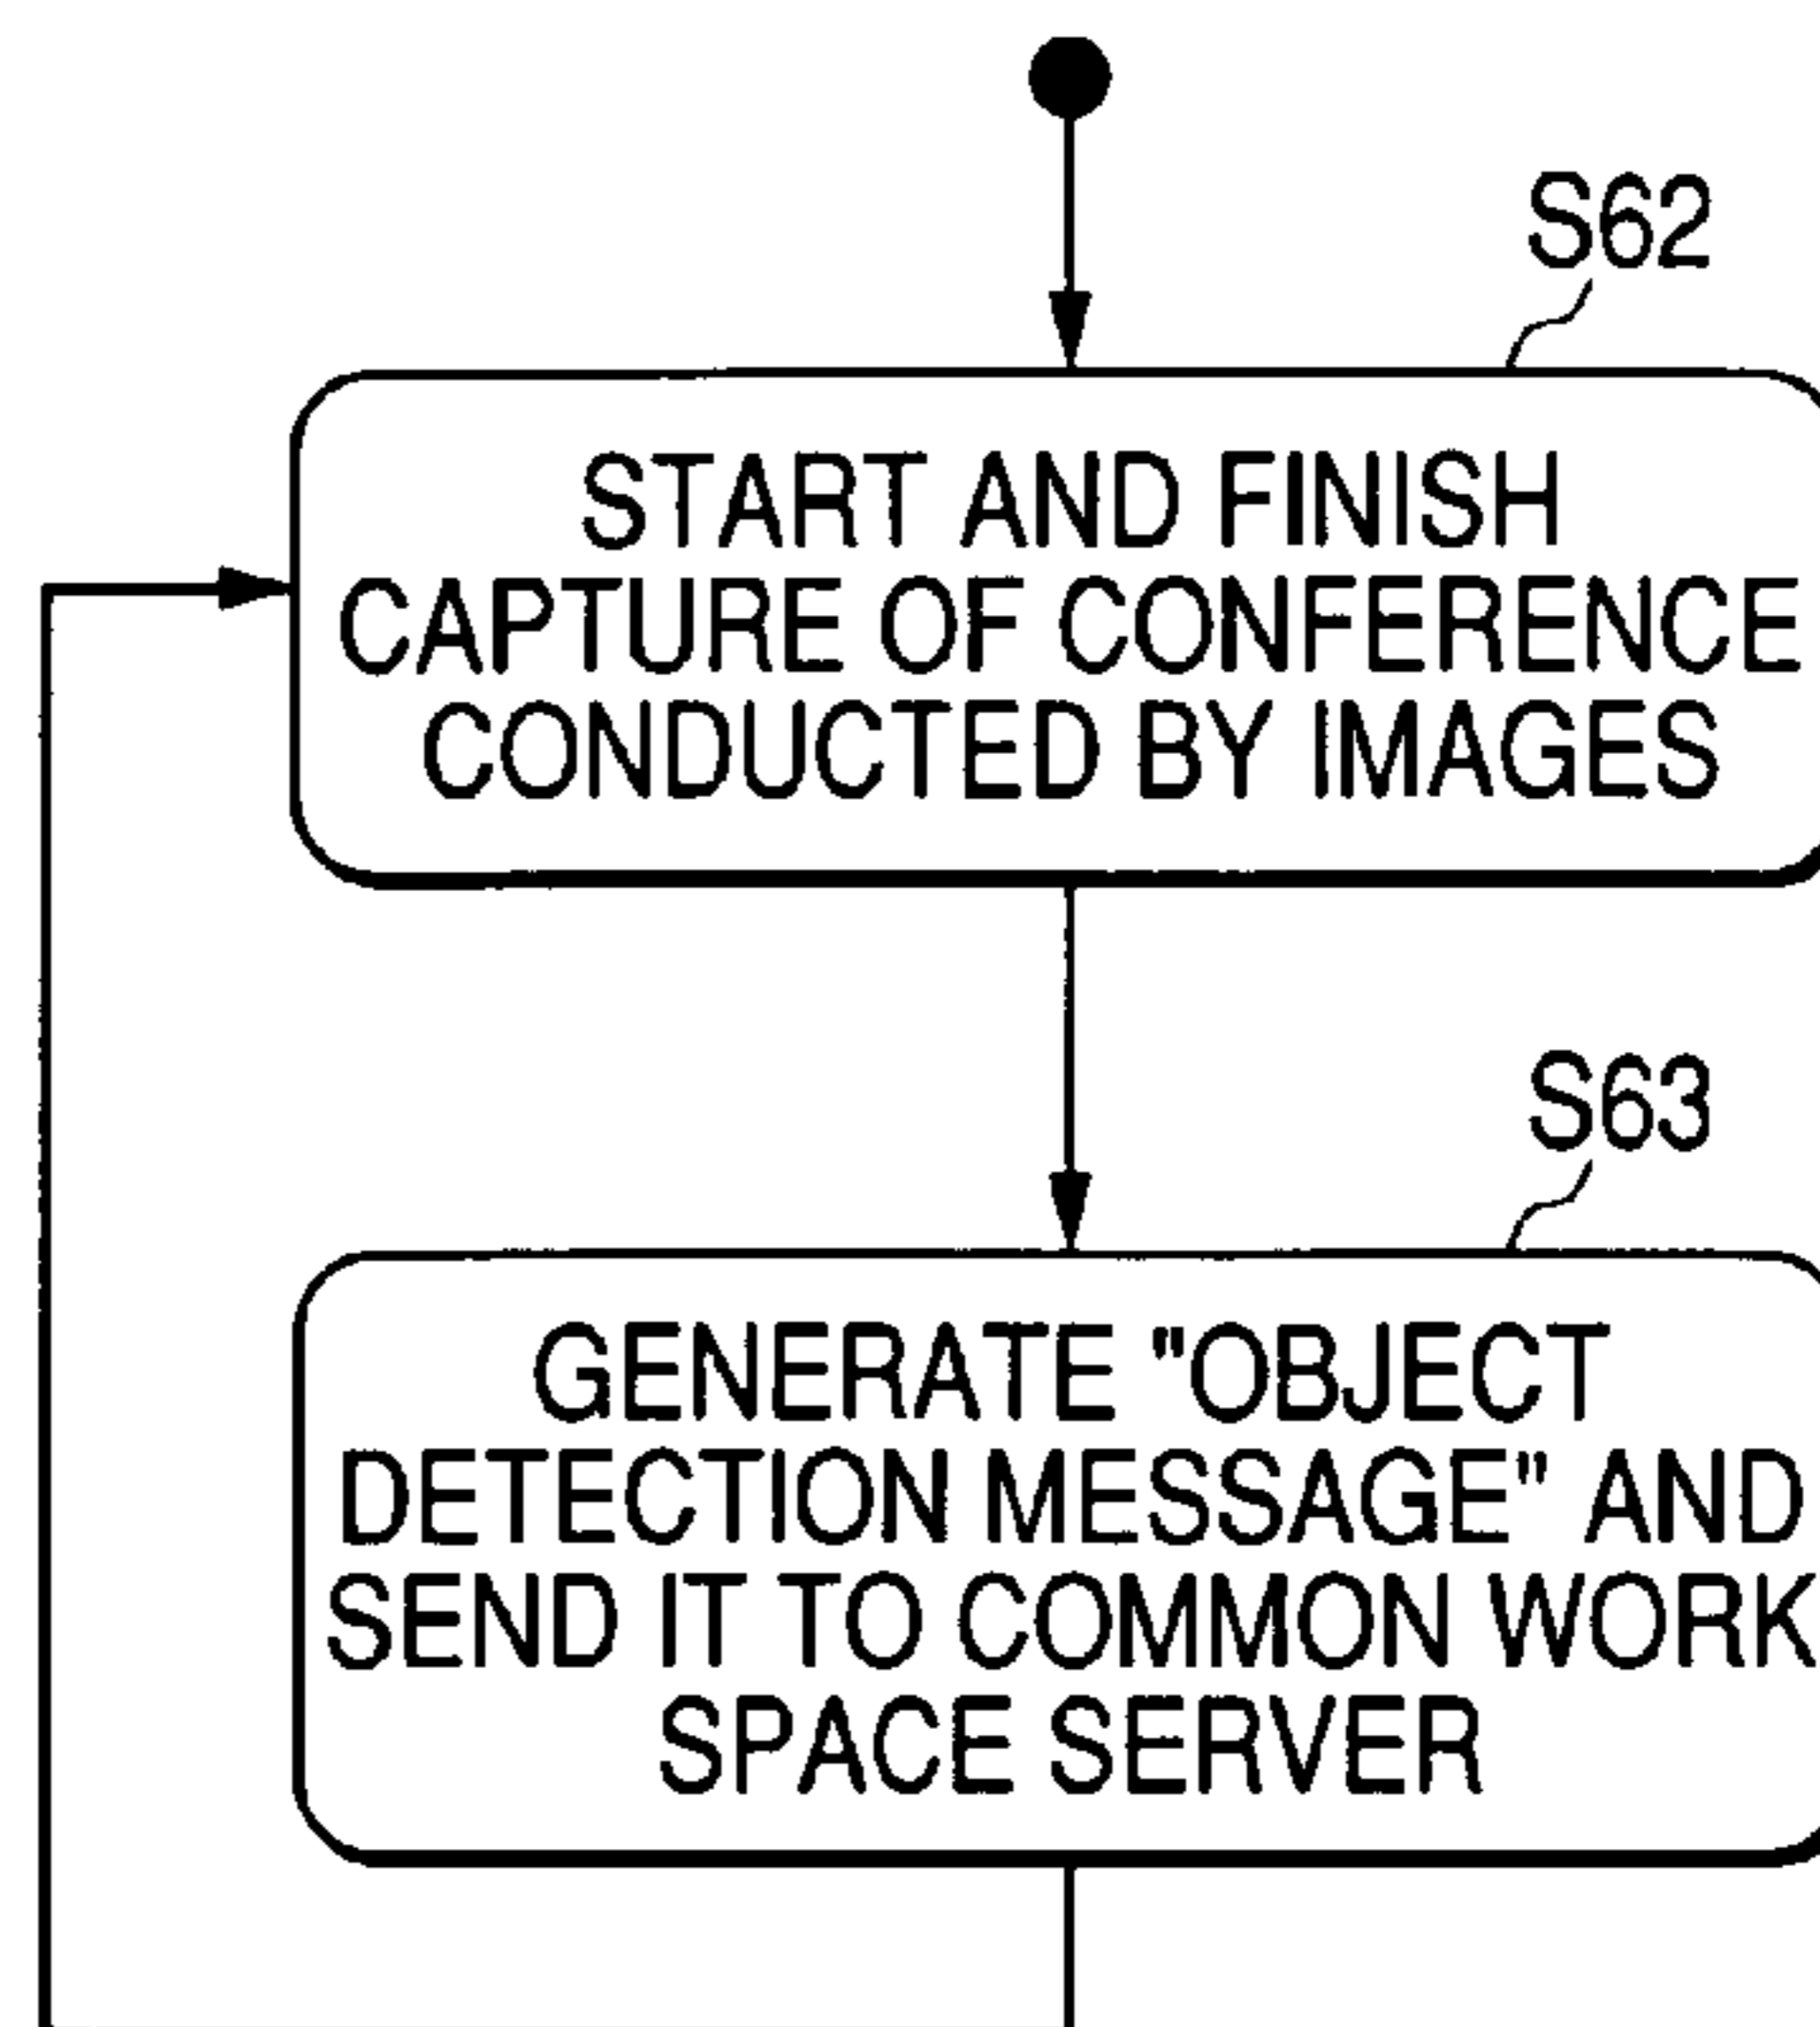 S62
START AND FINISH
CAPTURE OF CONFERENCE
CONDUCTED BY IMAGES
S63
GENERATE "OBJECT
DETECTION MESSAGE" AND
SEND IT TO COMMON WORK
SPACE SERVER